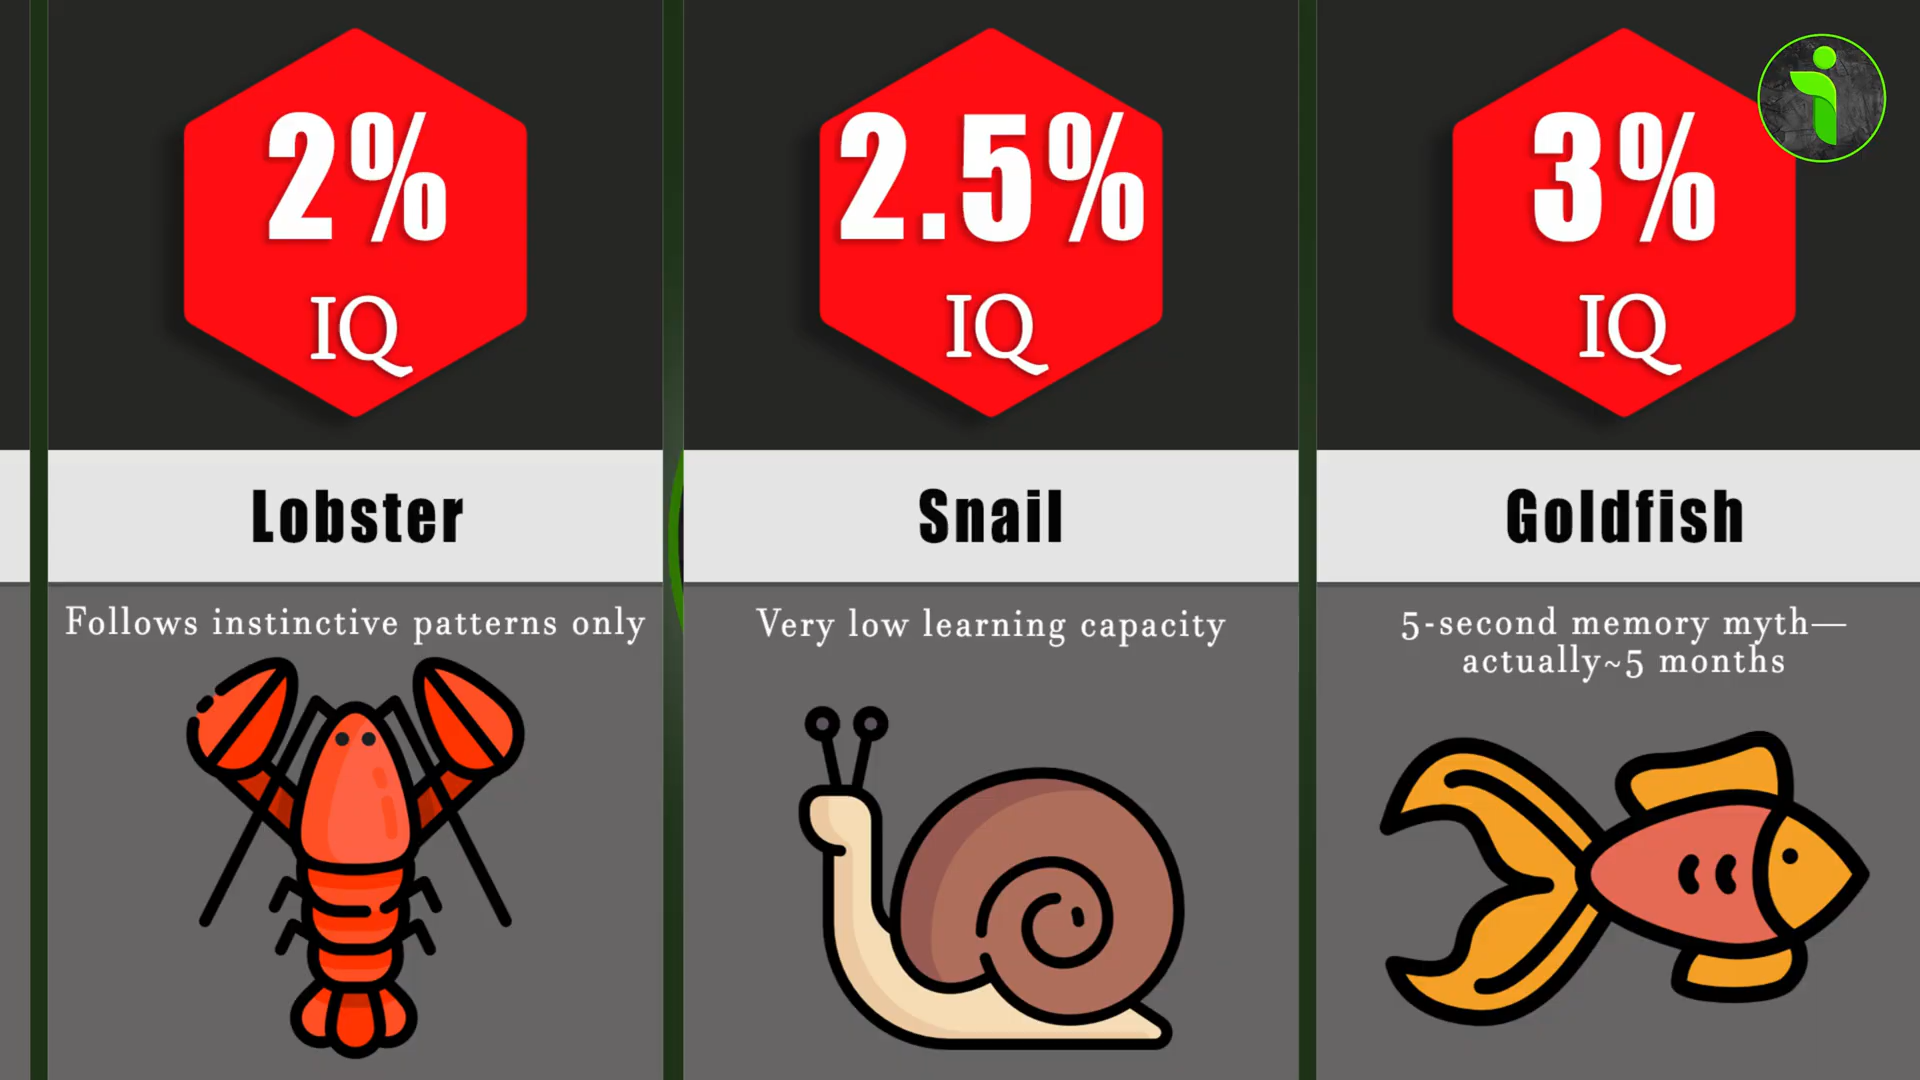 2%
IQ
Lobster
Follows instinctive patterns only
2.5%
IQ
Snail
Very low learning capacity
3%
IQ
Goldfish
5-second memory myth—
actually~5 months